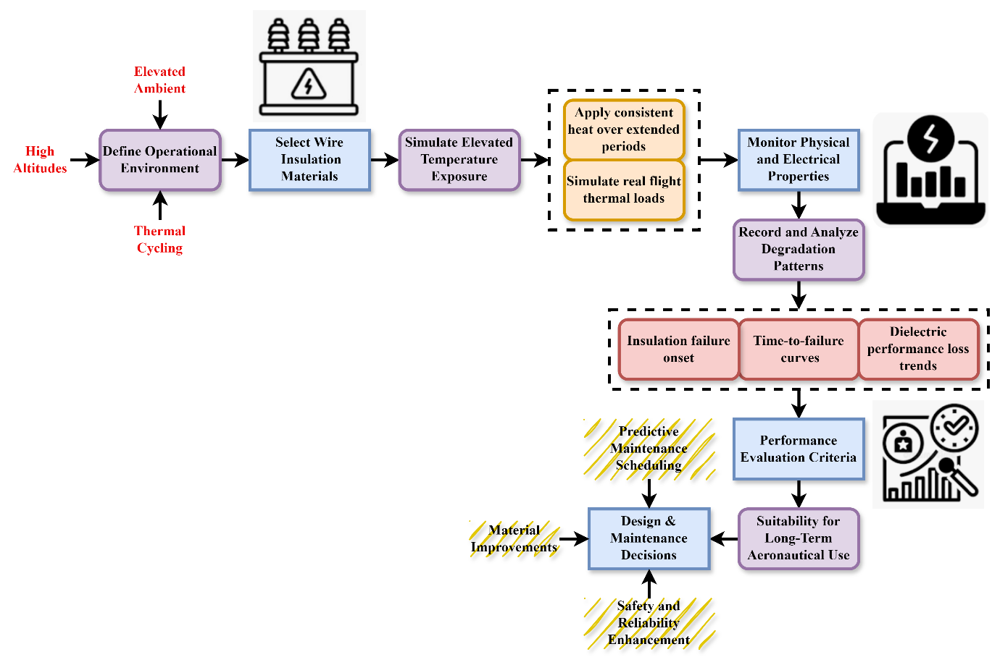 Elevated
Ambient
High
Altitudes
Define Operational
Environment
Thermal
Cycling
Select Wire
Insulation
Materials
Simulate Elevated
Temperature
Exposure
Apply consistent
heat over extended
periods
Simulate real flight
thermal loads
Monitor Physical
and Electrical
Properties
Record and Analyze
Degradation
Patterns
Insulation failure
onset
Time-to-failure
curves
Dielectric
performance loss
trends
Performance
Evaluation Criteria
Suitability for
Long-Term
Aeronautical Use
Predictive
Maintenance
Scheduling
Material
Improvements
Design &
Maintenance
Decisions
Safety and
Reliability
Enhancement